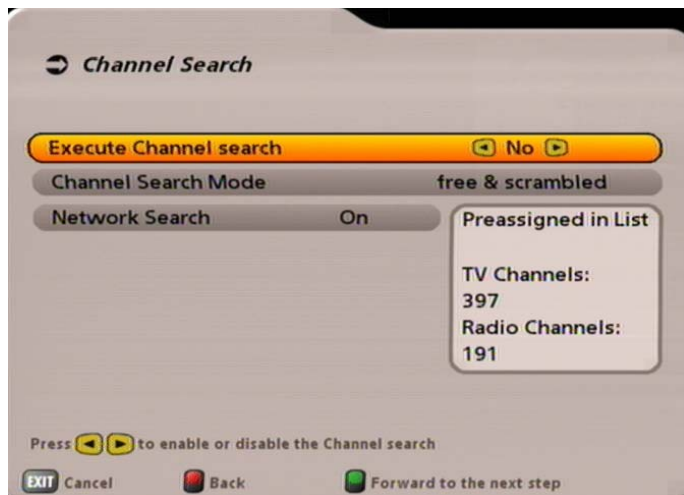 Channel Search
Execute Channel search No
Channel Search Mode free & scrambled
Network Search On
Preassigned in List
TV Channels:
397
Radio Channels:
191
Press to enable or disable the Channel search
EXIT Cancel Back Forward to the next step